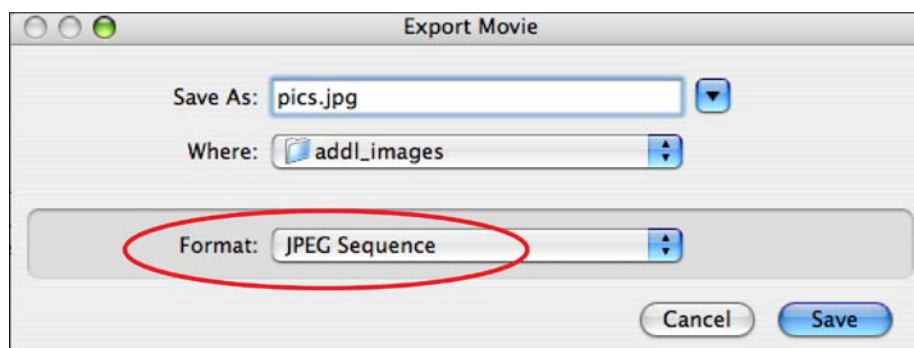 Export Movie
Save As: pics.jpg
Where: addl_images
Format: JPEG Sequence
Cancel Save